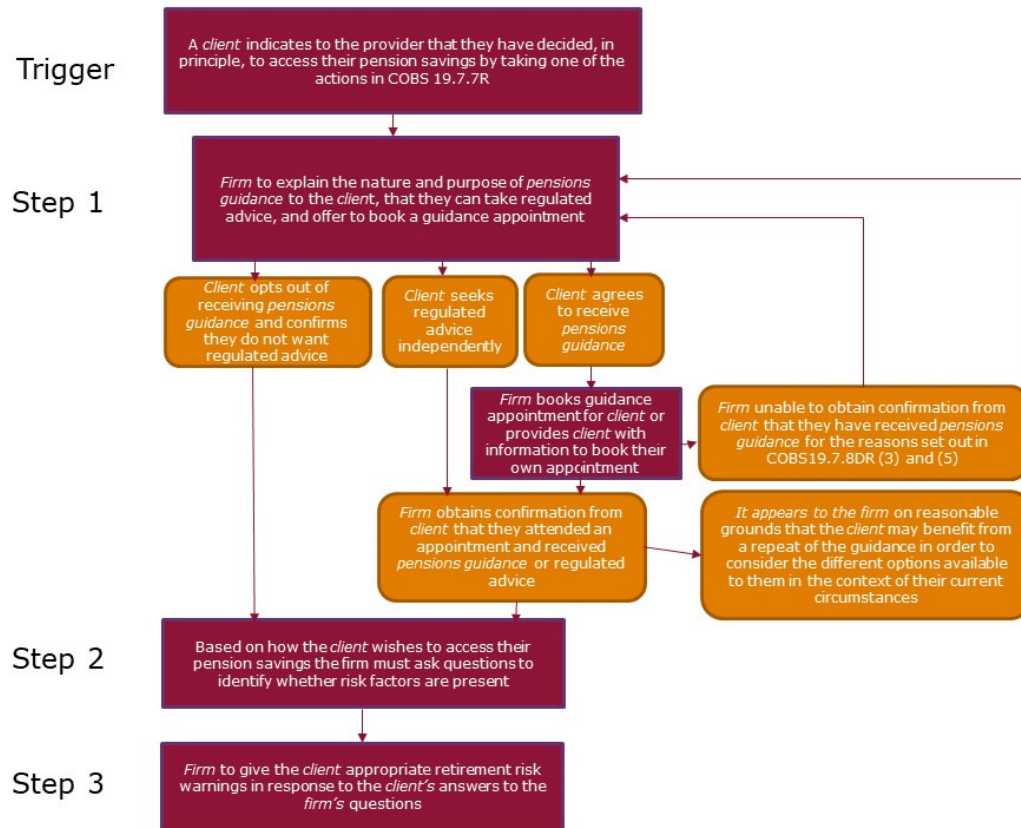 Trigger
A client indicates to the provider that they have decided, in
principle, to access their pension savings by taking one of the
actions in COBS 19.7.7R
Step 1
Firm to explain the nature and purpose of pensions
guidance to the client, that they can take regulated
advice, and offer to book a guidance appointment
Client opts out of
receiving pensions
guidance and confirms
they do not want
regulated advice
Client seeks
regulated
advice
independently
Client agrees
to receive
pensions
guidance
Firm books guidance
appointment for client or
provides client with
information to book their
own appointment
Firm unable to obtain confirmation from
client that they have received pensions
guidance for the reasons set out in
COBS19.7.8DR (3) and (5)
Firm obtains confirmation from
client that they attended an
appointment and received
pensions guidance or regulated
advice
It appears to the firm on reasonable
grounds that the client may benefit from
a repeat of the guidance in order to
consider the different options available
to them in the context of their current
circumstances
Step 2
Based on how the client wishes to access their
pension savings the firm must ask questions to
identify whether risk factors are present
Step 3
Firm to give the client appropriate retirement risk
warnings in response to the client's answers to the
firm's questions